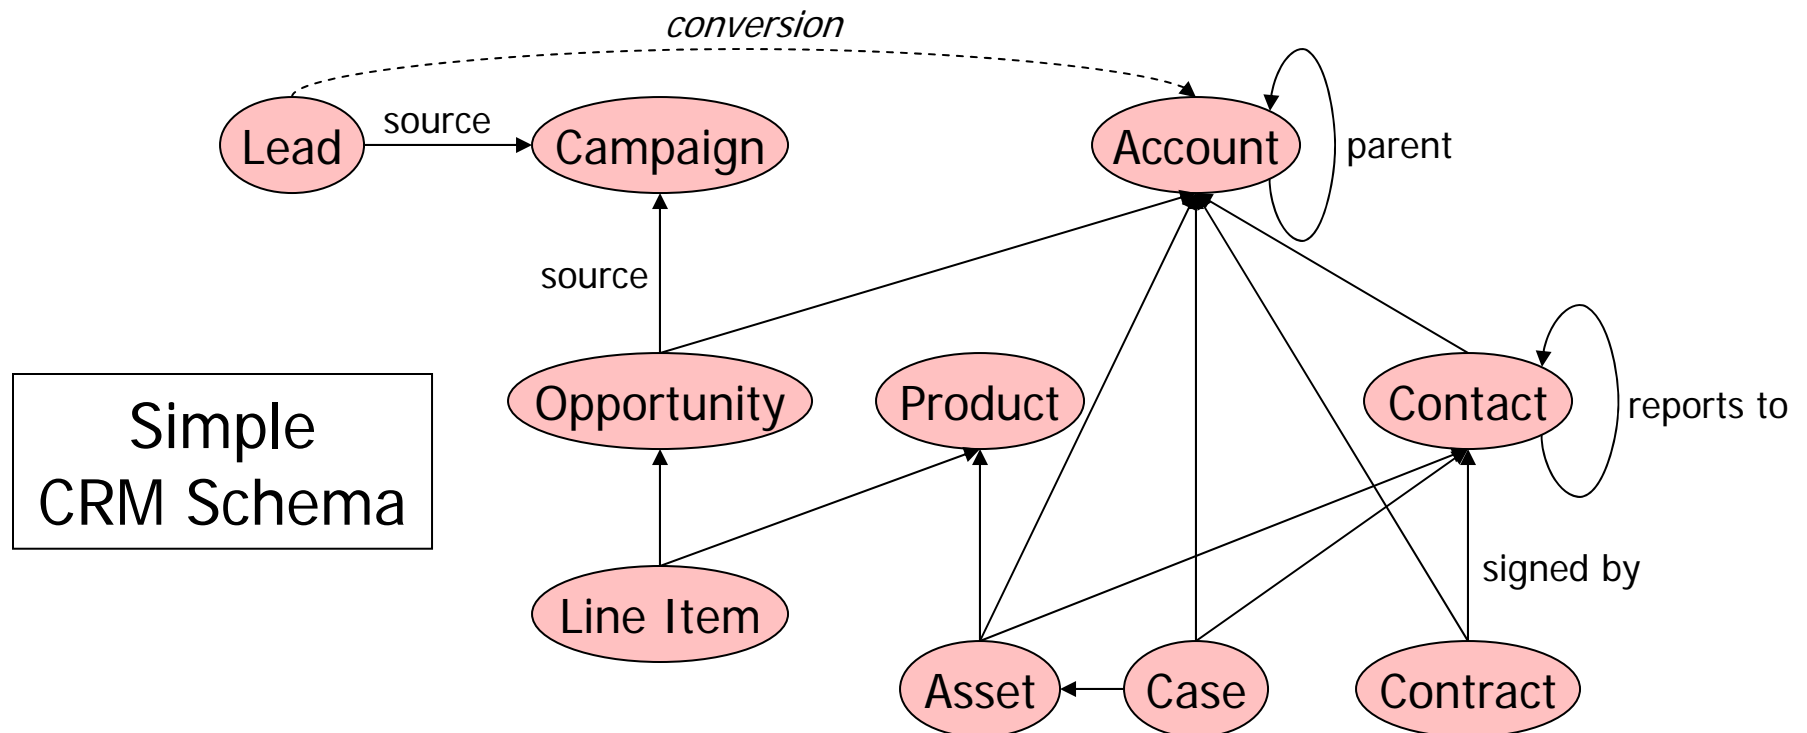 conversion
Lead
source
Campaign
Account
parent
source
Opportunity
Product
Contact
reports to
Simple
CRM Schema
signed by
Line Item
Asset
Case
Contract